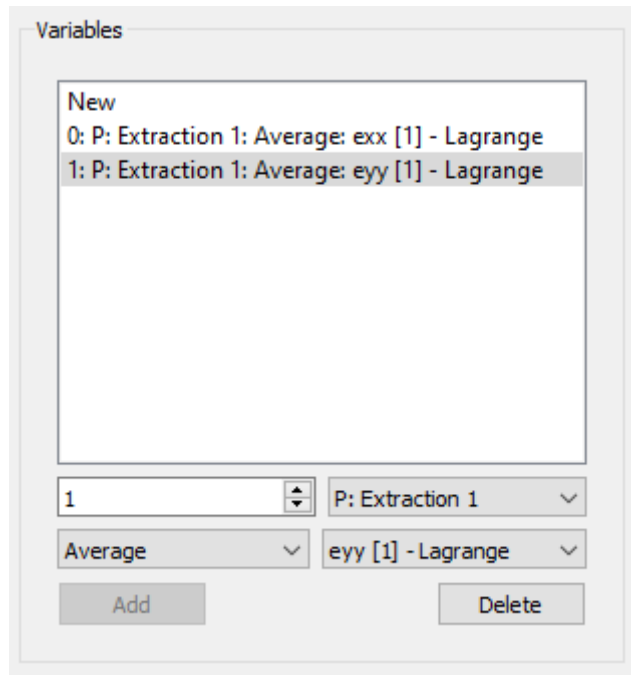 Variables
New
0: P: Extraction 1: Average: exx [1] - Lagrange
1: P: Extraction 1: Average: eyy [1] - Lagrange
1
P: Extraction 1
Average
eyy [1] - Lagrange
Add
Delete